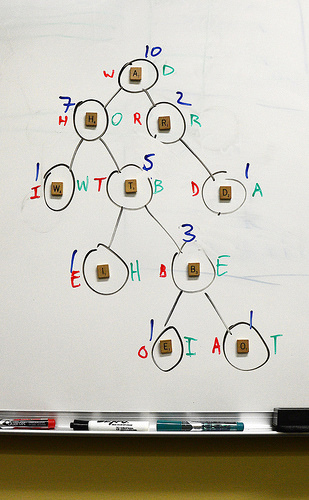 10
W A D
7 2
H H O R R R
1 5 1
I W W T T B D D A
1 3
E I H B B E
1 1
O E I A O T